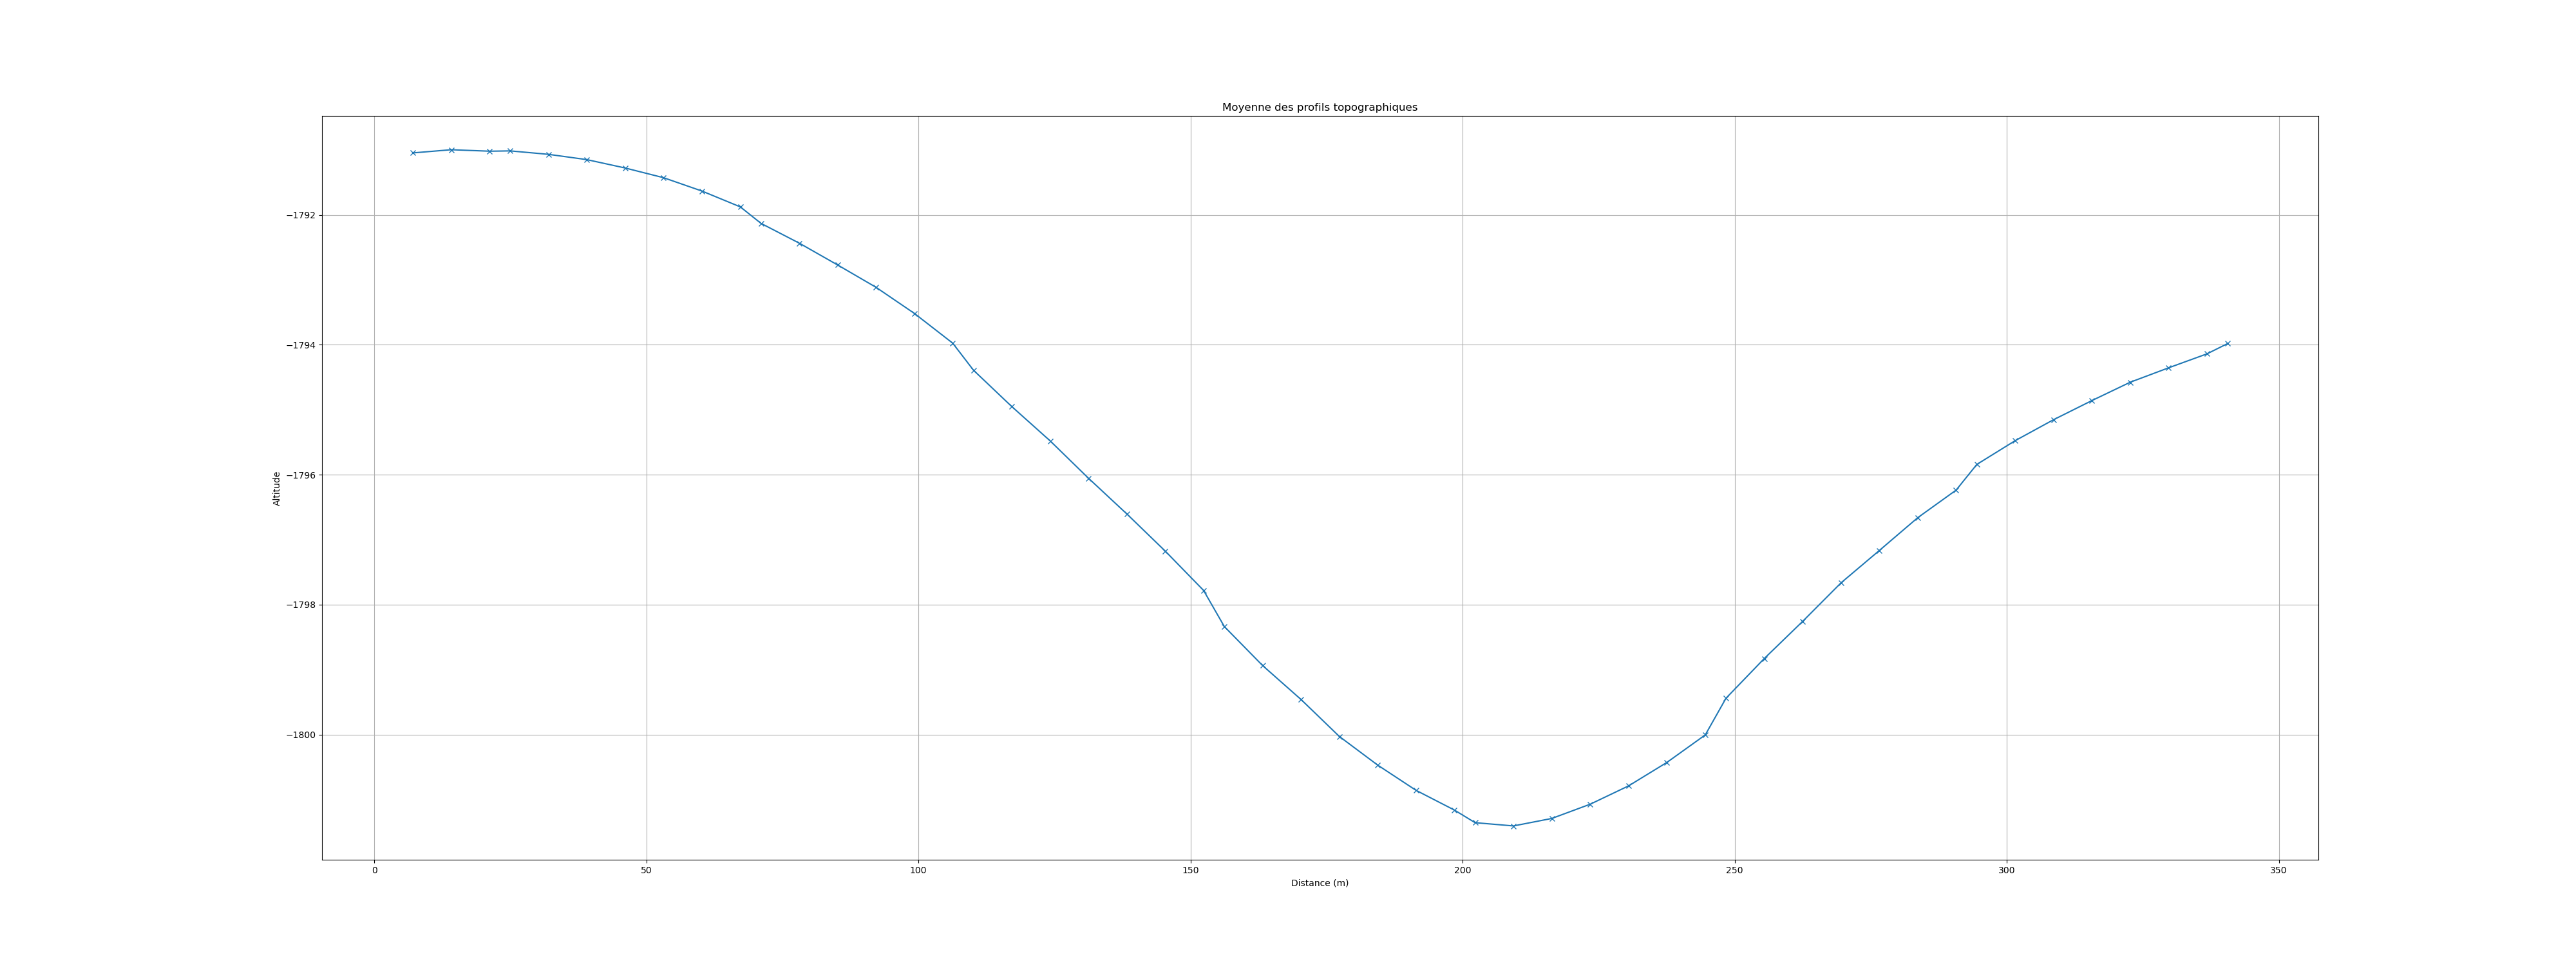 Moyenne des profils topographiques
−1792
−1794
−1796
−1798
−1800
Altitude
0 50 100 150 200 250 300 350
Distance (m)